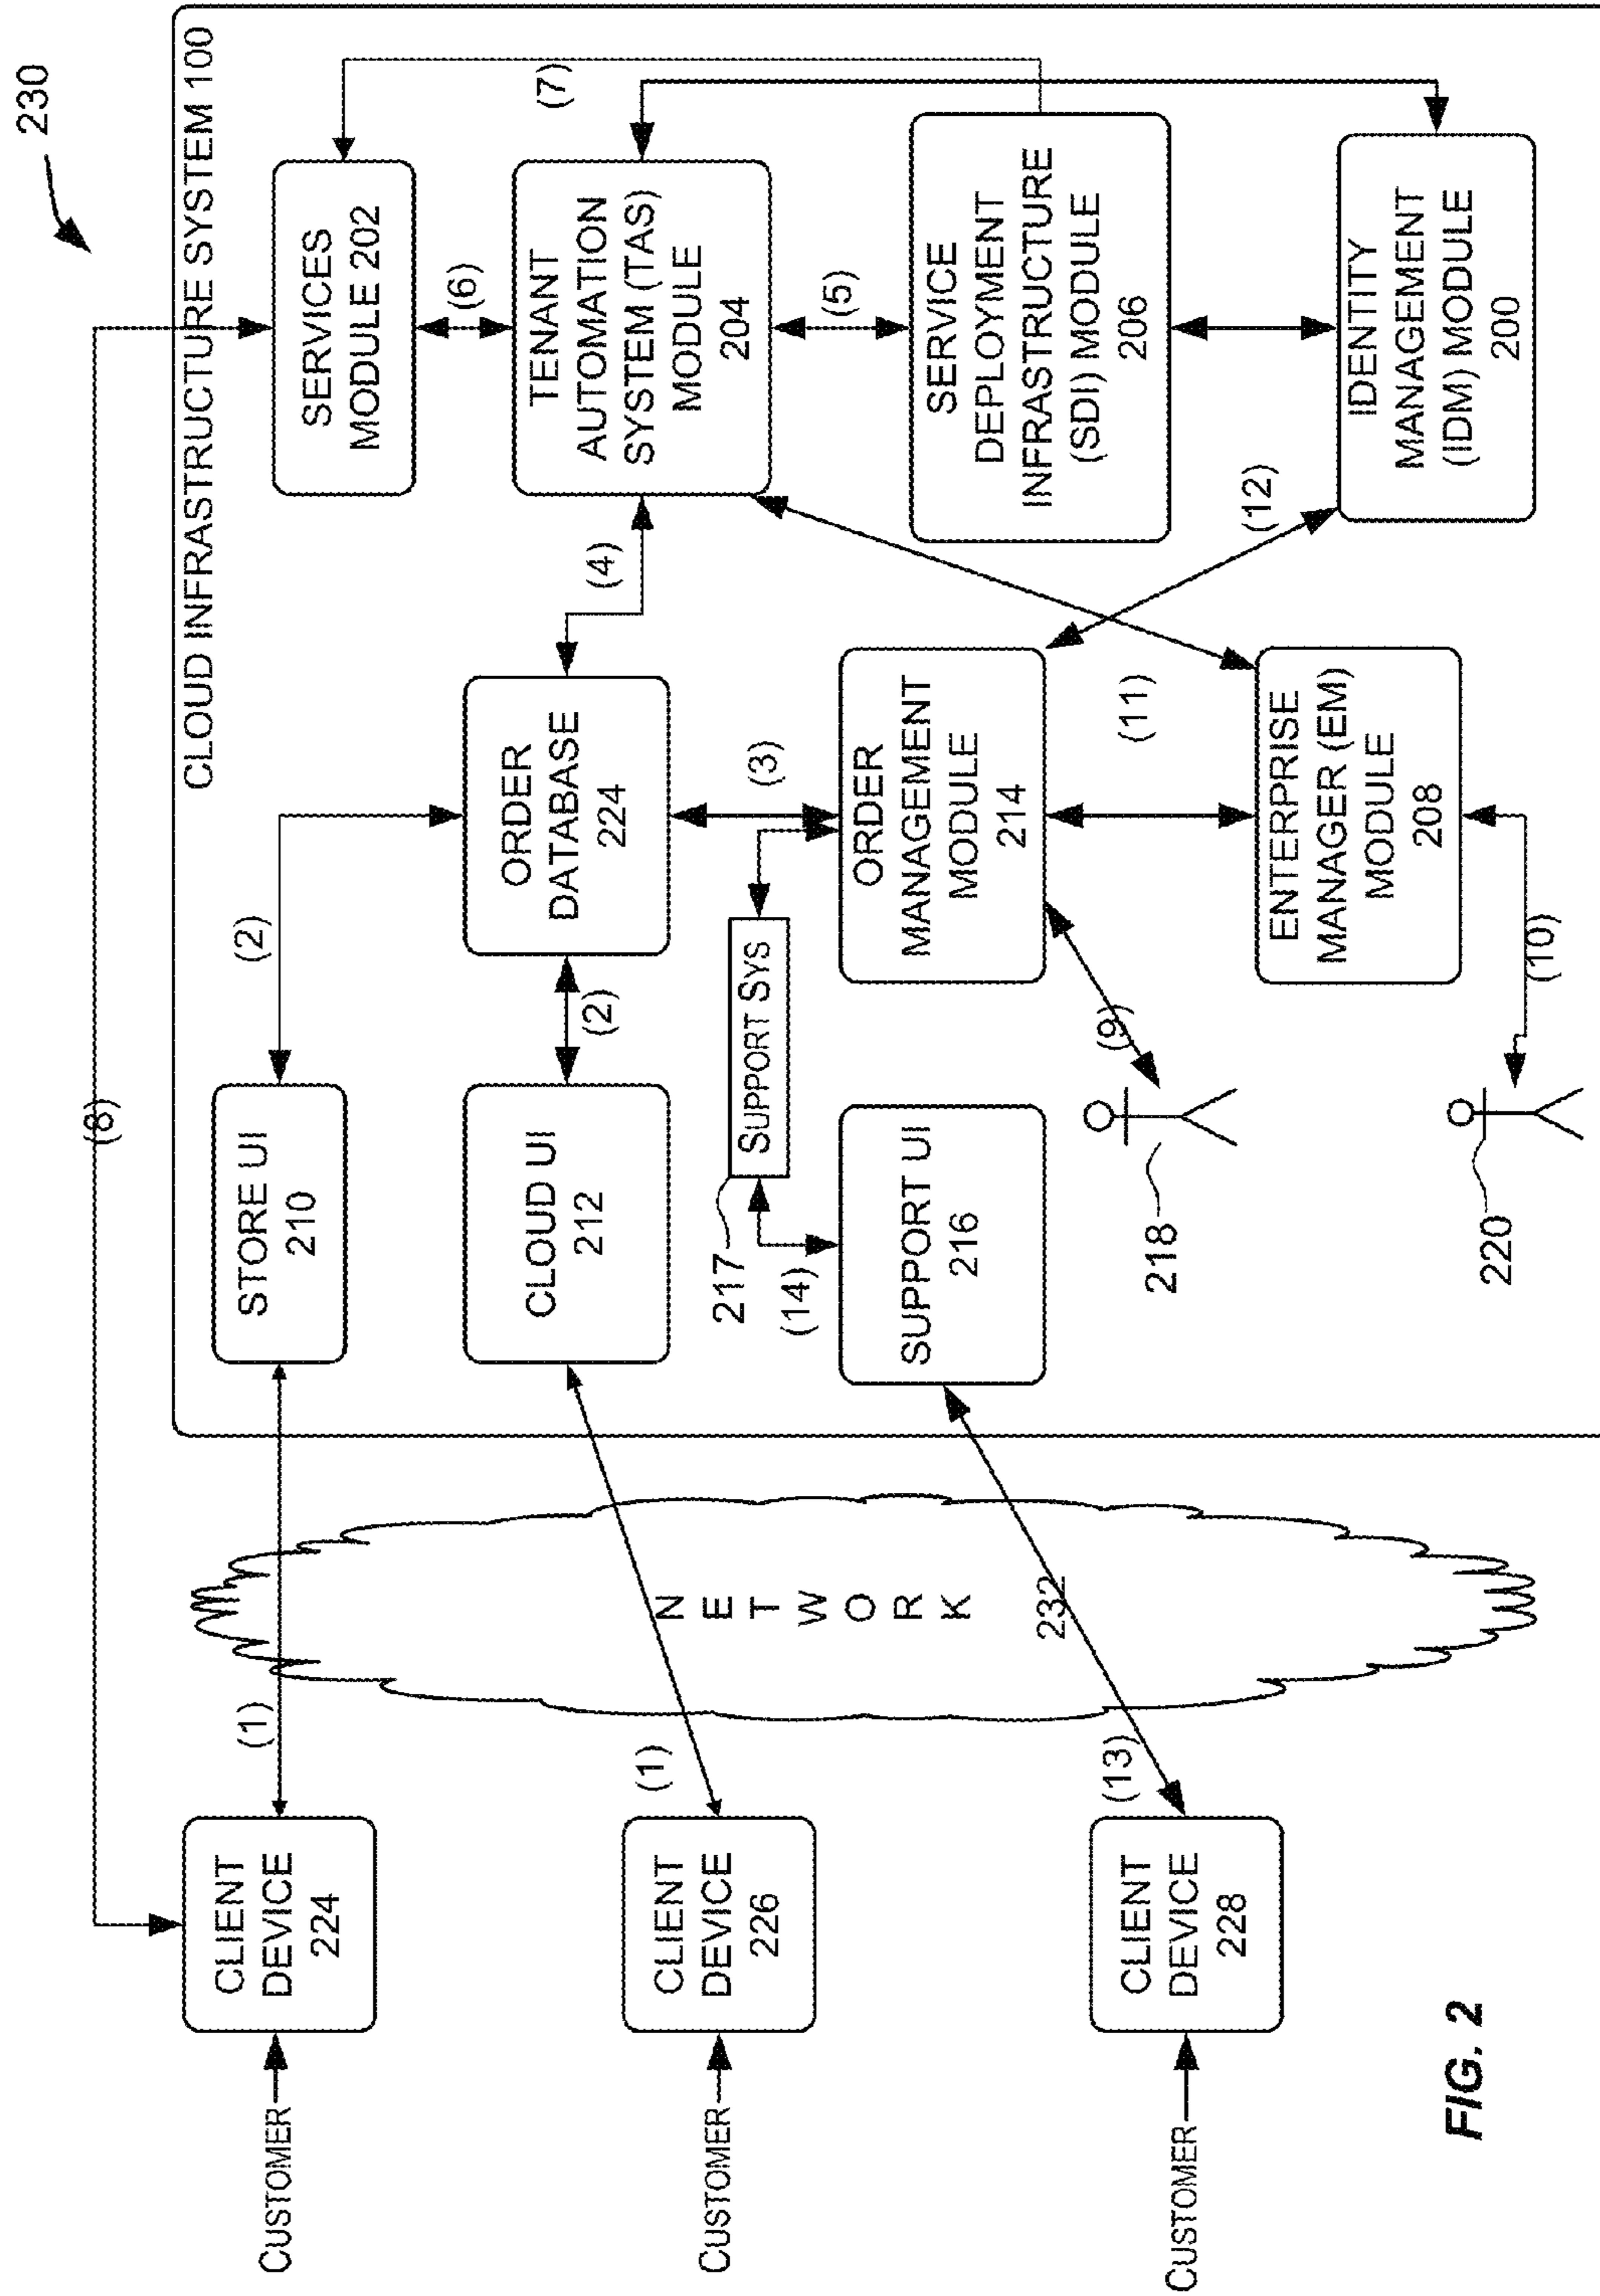 230
CLOUD INFRASTRUCTURE SYSTEM 100
(8)
CUSTOMER
CLIENT
DEVICE
224
(1)
STORE UI
210
(2)
SERVICES
MODULE 202
(7)
(6)
CUSTOMER
CLIENT
DEVICE
226
(1)
CLOUD UI
212
(2)
ORDER
DATABASE
224
(4)
TENANT
AUTOMATION
SYSTEM (TAS)
MODULE
204
NETWORK
232
217
SUPPORT SYS
(3)
(14)
(5)
CUSTOMER
CLIENT
DEVICE
228
(13)
SUPPORT UI
216
ORDER
MANAGEMENT
MODULE
214
SERVICE
DEPLOYMENT
INFRASTRUCTURE
(SDI) MODULE
206
218
(9)
(11)
(12)
220
(10)
ENTERPRISE
MANAGER (EM)
MODULE
208
IDENTITY
MANAGEMENT
(IDM) MODULE
200
FIG. 2